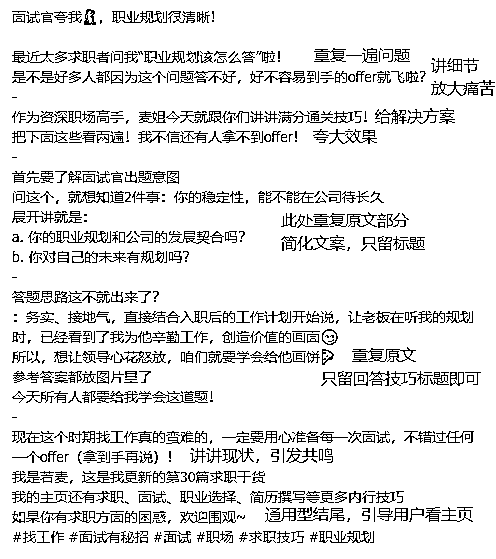 面试官夸我，职业规划很清晰！
最近太多求职者问我“职业规划该怎么答”啦！ 重复一遍问题
是不是好多人都因为这个问题答不好，好不容易到手的offer就飞啦？ 讲细节
放大痛苦
-
作为资深职场高手，麦姐今天就跟你们讲讲满分通关技巧！ 给解决方案
把下面这些看两遍！我不信还有人拿不到offer！ 夸大效果
-
首先要了解面试官出题意图
问这个，就想知道2件事：你的稳定性，能不能在公司待长久
展开讲就是： 此处重复原文部分
a. 你的职业规划和公司的发展契合吗？ 简化文案，只留标题
b. 你对自己的未来有规划吗？
-
答题思路这不就出来了？
：务实、接地气，直接结合入职后的工作计划开始说，让老板在听我的规划
时，已经看到了我为他辛勤工作，创造价值的画面
所以，想让领导心花怒放，咱们就要学会给他画饼 重复原文
参考答案都放图片里了 只留回答技巧标题即可
今天所有人都要给我学会这道题！
-
现在这个时期找工作真的蛮难的，一定要用心准备每一次面试，不错过任何
一个offer（拿到手再说）！ 讲讲现状，引发共鸣
我是若麦，这是我更新的第30篇求职干货
我的主页还有求职、面试、职业选择、简历撰写等更多内行技巧
如果你有求职方面的困惑，欢迎围观~ 通用型结尾，引导用户看主页
#找工作 #面试有秘招 #面试 #职场 #求职技巧 #职业规划